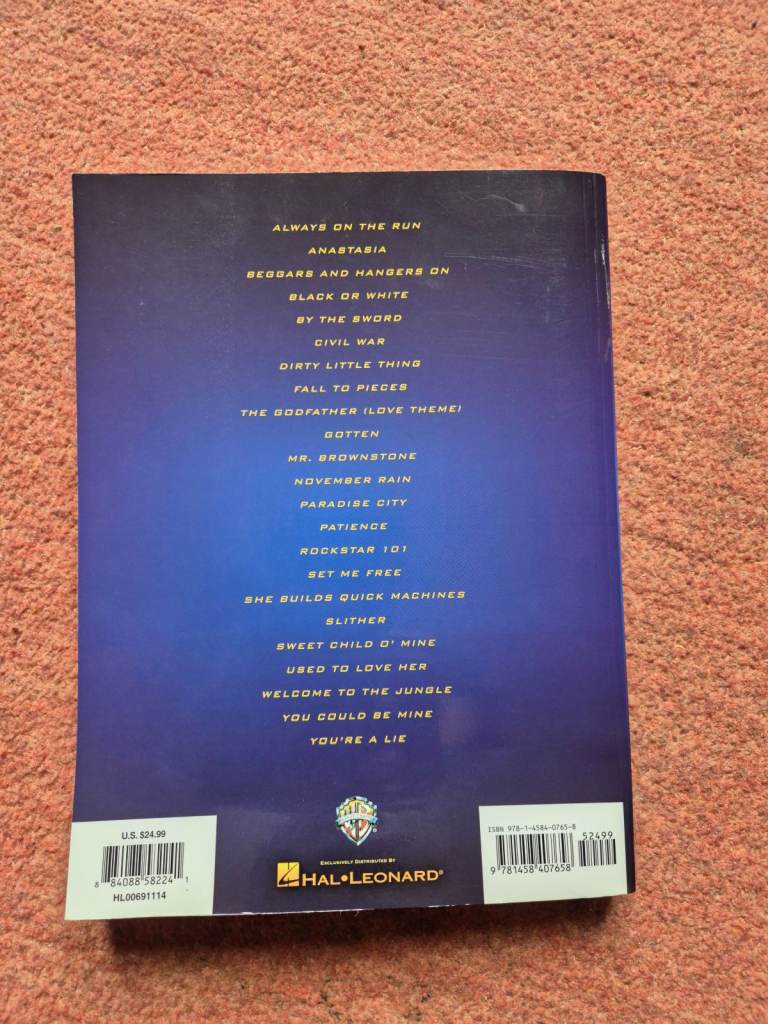 ALWAYS ON THE RUN
ANASTASIA
BEGGARS AND HANGERS ON
BLACK OR WHITE
BY THE SWORD
CIVIL WAR
DIRTY LITTLE THING
FALL TO PIECES
THE GODFATHER (LOVE THEME)
GOTTEN
MR. BROWNSTONE
NOVEMBER RAIN
PARADISE CITY
PATIENCE
ROCKSTAR 101
SET ME FREE
SHE BUILDS QUICK MACHINES
SLITHER
SWEET CHILD O' MINE
USED TO LOVE HER
WELCOME TO THE JUNGLE
YOU COULD BE MINE
YOU'RE A LIE
U.S. $24.99
8 84088 58224 1
HL00691114
EXCLUSIVELY DISTRIBUTED BY
HAL•LEONARD®
ISBN 978-1-4584-0765-8
52499
9 781458 407658